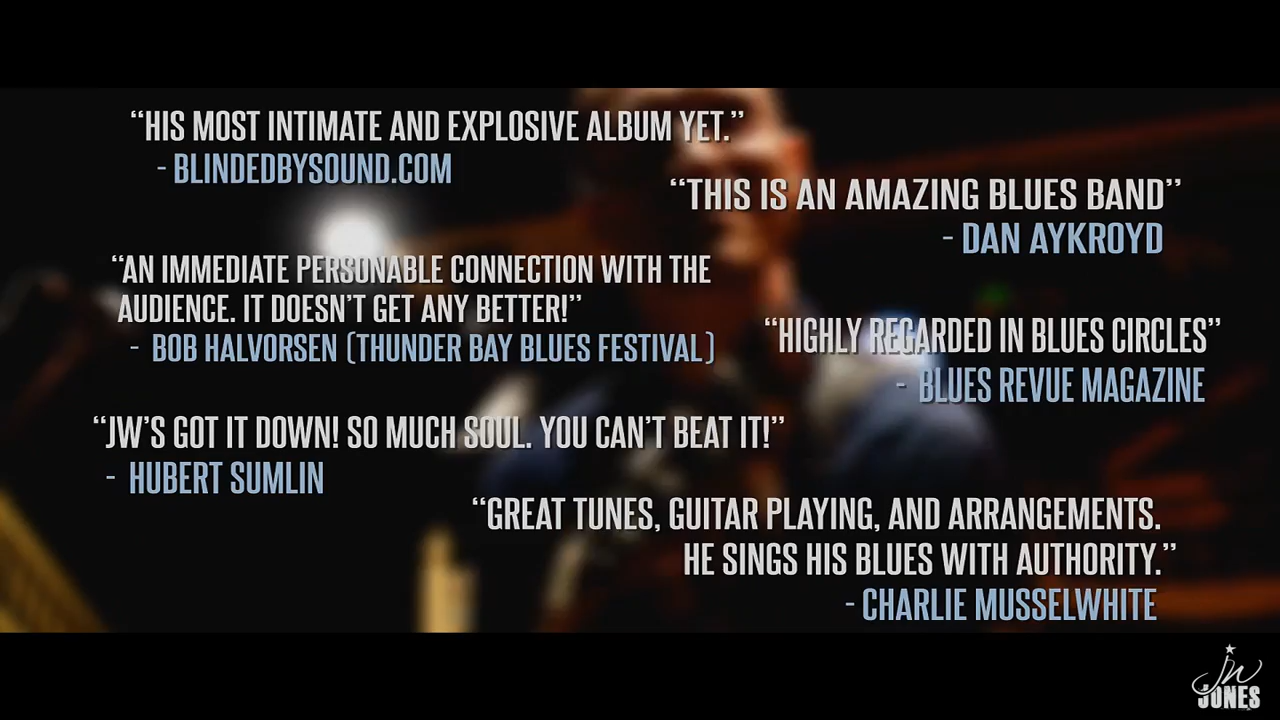 “HIS MOST INTIMATE AND EXPLOSIVE ALBUM YET.”
- BLINDEDBYSOUND.COM
“THIS IS AN AMAZING BLUES BAND”
- DAN AYKROYD
“AN IMMEDIATE PERSONABLE CONNECTION WITH THE
AUDIENCE. IT DOESN’T GET ANY BETTER!”
- BOB HALVORSEN (THUNDER BAY BLUES FESTIVAL)
“HIGHLY REGARDED IN BLUES CIRCLES”
- BLUES REVUE MAGAZINE
“JW’S GOT IT DOWN! SO MUCH SOUL. YOU CAN’T BEAT IT!”
- HUBERT SUMLIN
“GREAT TUNES, GUITAR PLAYING, AND ARRANGEMENTS.
HE SINGS HIS BLUES WITH AUTHORITY.”
- CHARLIE MUSSELWHITE
JW
JONES